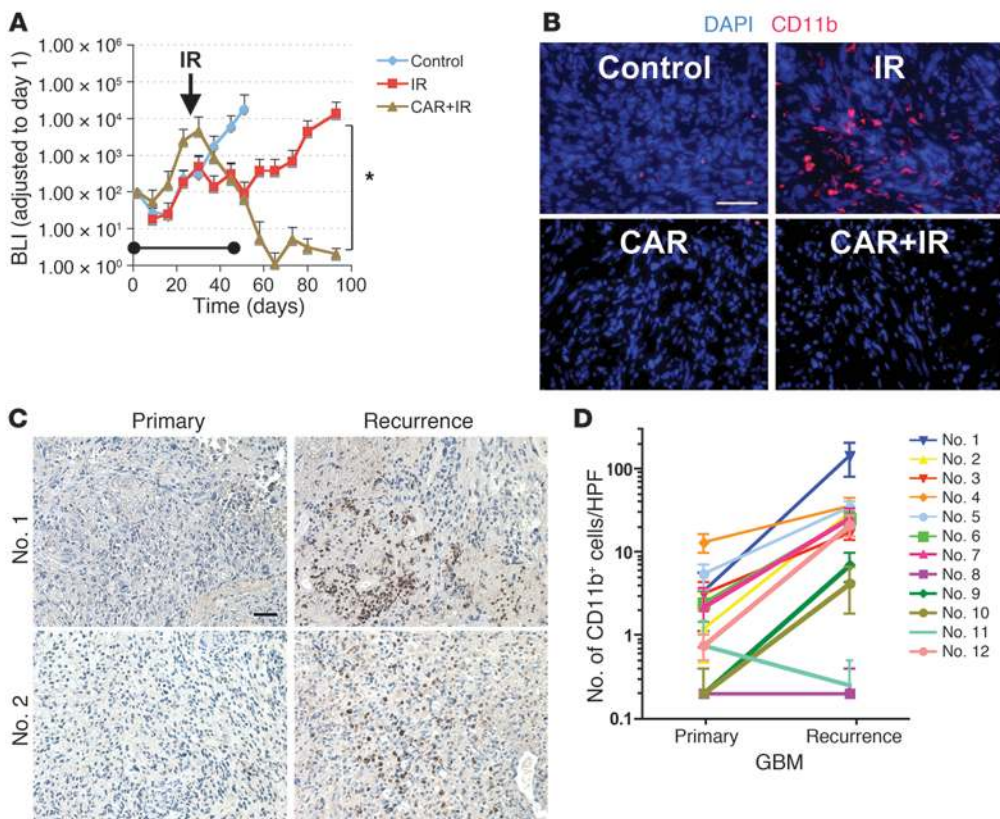 A
BLI (adjusted to day 1)
1.00 × 10⁶
1.00 × 10⁵
1.00 × 10⁴
1.00 × 10³
1.00 × 10²
1.00 × 10¹
1.00 × 10⁰
IR
*
0 20 40 60 80 100
Time (days)
Control
IR
CAR+IR
B
DAPI CD11b
Control IR
CAR CAR+IR
C
Primary Recurrence
No. 1
No. 2
D
No. of CD11b⁺ cells/HPF
100
10
1
0.1
Primary Recurrence
GBM
No. 1
No. 2
No. 3
No. 4
No. 5
No. 6
No. 7
No. 8
No. 9
No. 10
No. 11
No. 12